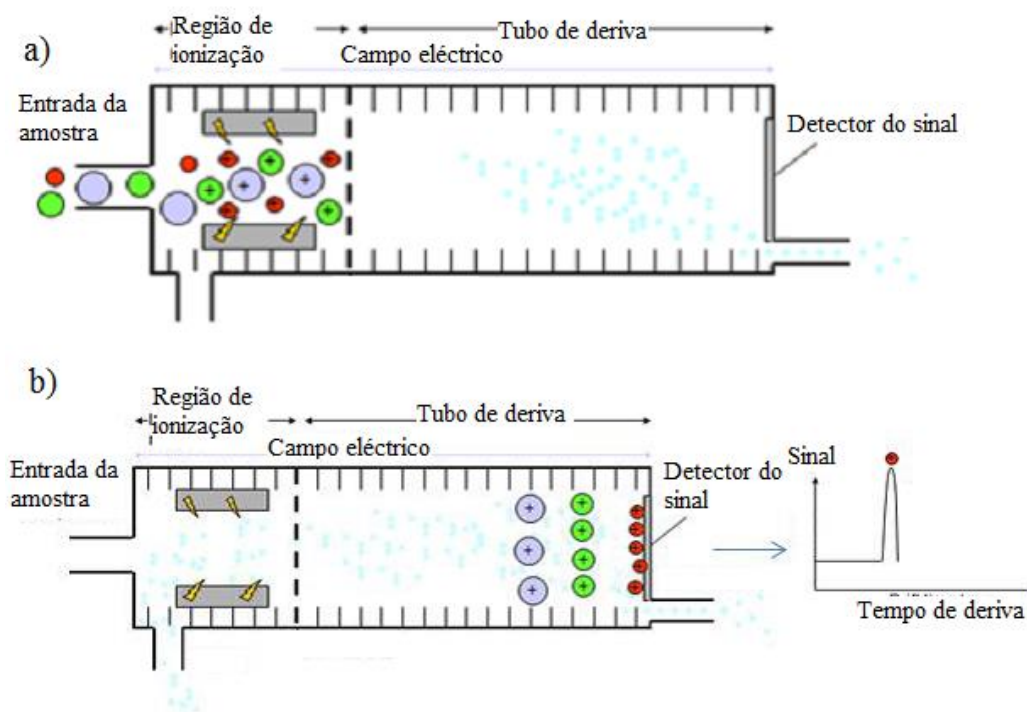 a)
Região de
ionização
Tubo de deriva
Campo eléctrico
Entrada da
amostra
Detector do sinal
b)
Região de
ionização
Tubo de deriva
Campo eléctrico
Entrada da
amostra
Detector do
sinal
Sinal
Tempo de deriva